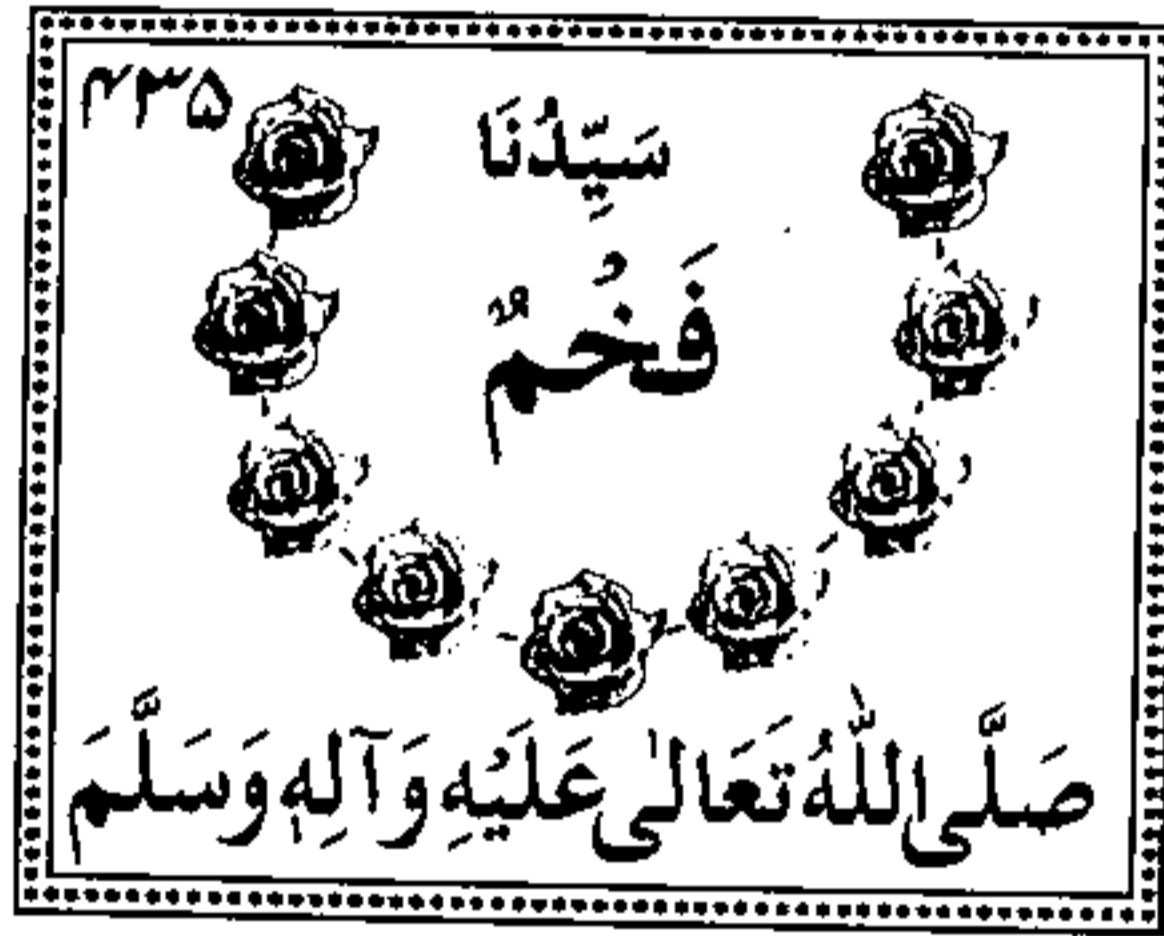 ۴۳۵
سَيِّدُنَا
فَخُمٌ
صَلَّى اللّٰهُ تَعَالٰى عَلَيْهِ وَآلِهٖ وَسَلَّمَ